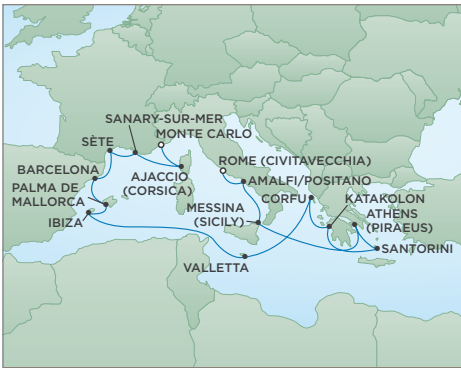 SANARY-SUR-MER
MONTE CARLO
SÈTE
ROME (CIVITAVECCHIA)
BARCELONA
AJACCIO
(CORSICA)
AMALFI/POSITANO
PALMA DE
MALLORCA
CORFU
KATAKOLON
MESSINA
(SICILY)
ATHENS
(PIRAEUS)
IBIZA
SANTORINI
VALLETTA